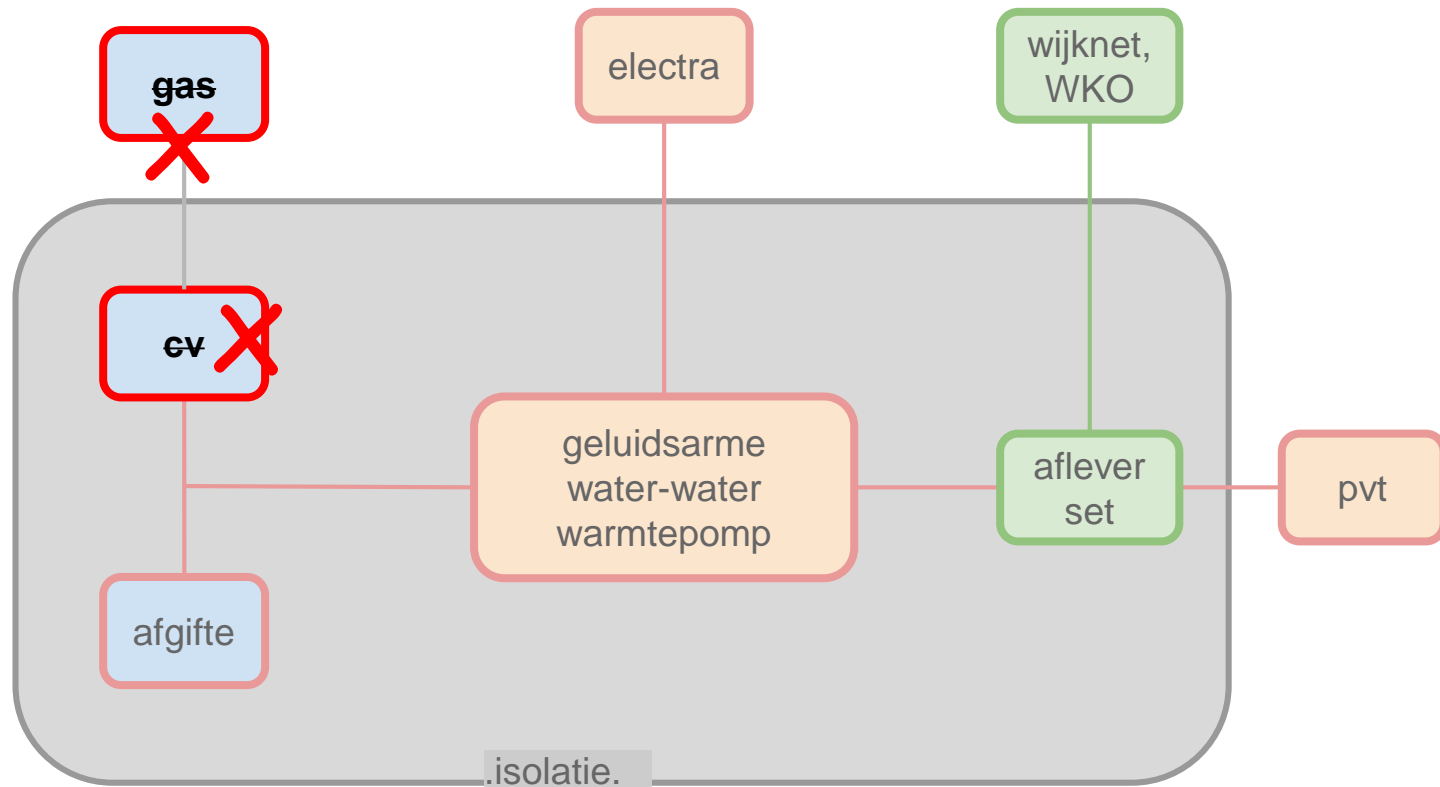 gas
electra
wijknet,
WKO
cv
geluidsarme
water-water
warmtepomp
aflever
set
pvt
afgifte
.isolatie.